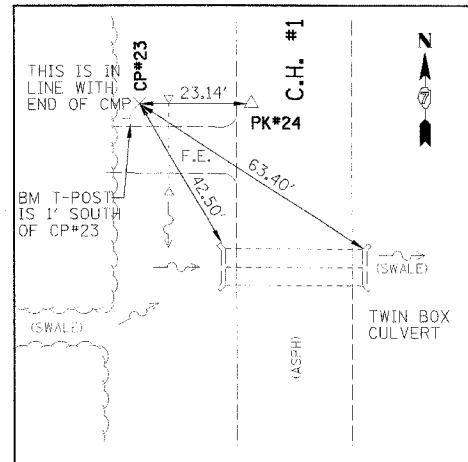 THIS IS IN
LINE WITH
END OF CMP
CP#23
23.14'
PK#24
C.H. #1
N
7
F.E.
BM T-POST
IS 1' SOUTH
OF CP#23
42.50'
63.40'
(SWALE)
(SWALE)
TWIN BOX
CULVERT
(ASPH)